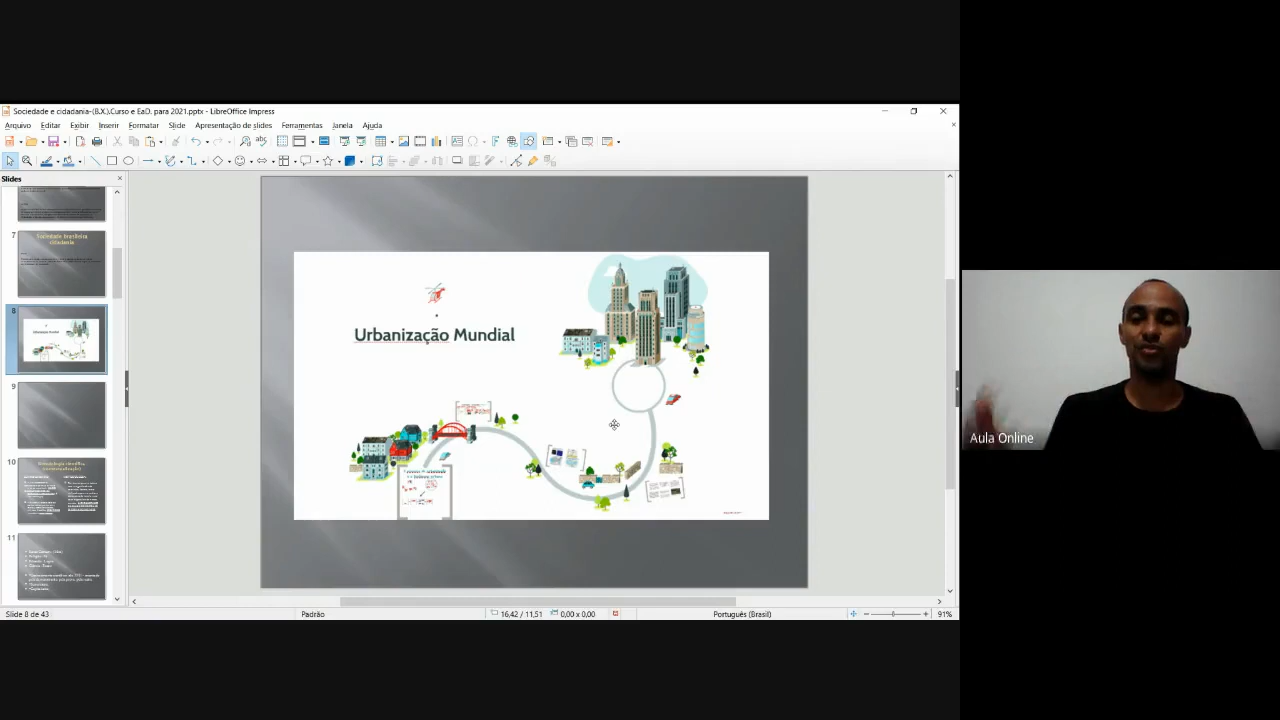 Sociedade e cidadania-(B.X.).Curso e EaD. para 2021.pptx - LibreOffice Impress
Arquivo Editar Exibir Inserir Formatar Slide Apresentação de slides Ferramentas Janela Ajuda
Slides
7
Sociedade brasileira
cidadania
8
Urbanização Mundial
9
10
11
Urbanização Mundial
Aula Online
Slide 8 de 43
Padrão
16,42 / 11,51
0,00 x 0,00
Português (Brasil)
91%